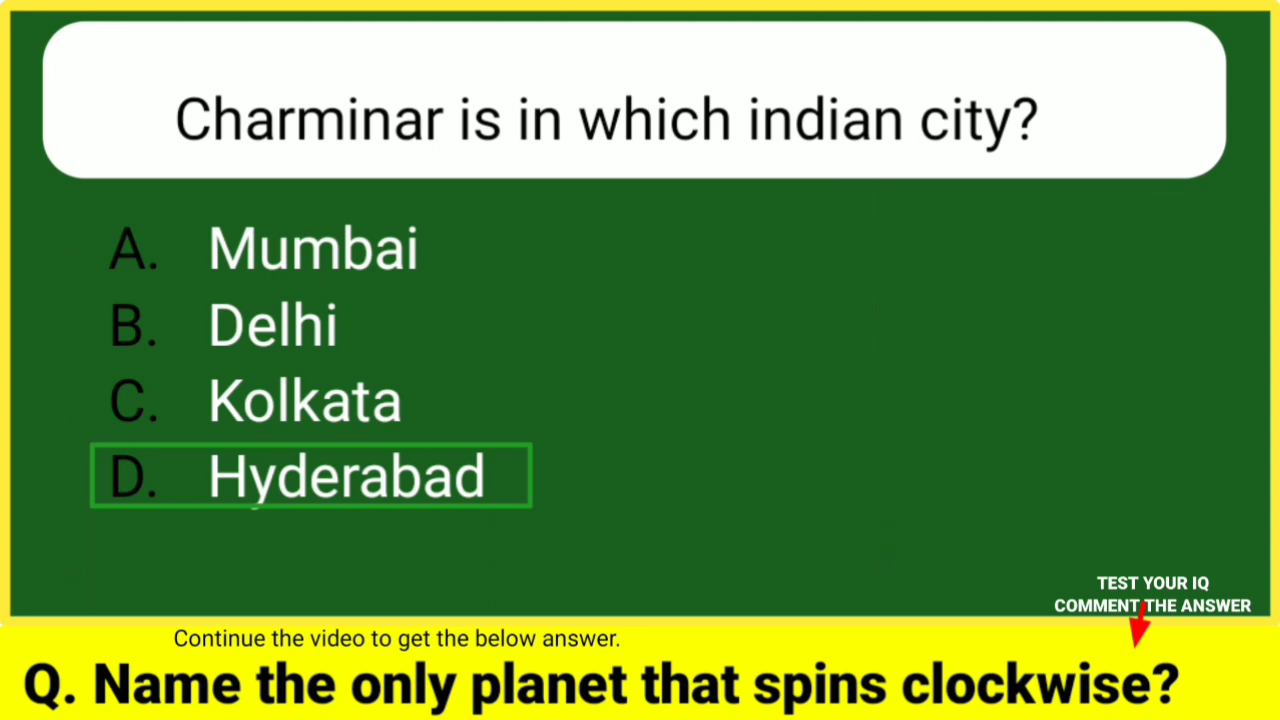 Charminar is in which indian city?
A. Mumbai
B. Delhi
C. Kolkata
D. Hyderabad
TEST YOUR IQ
COMMENT THE ANSWER
Continue the video to get the below answer.
Q. Name the only planet that spins clockwise?